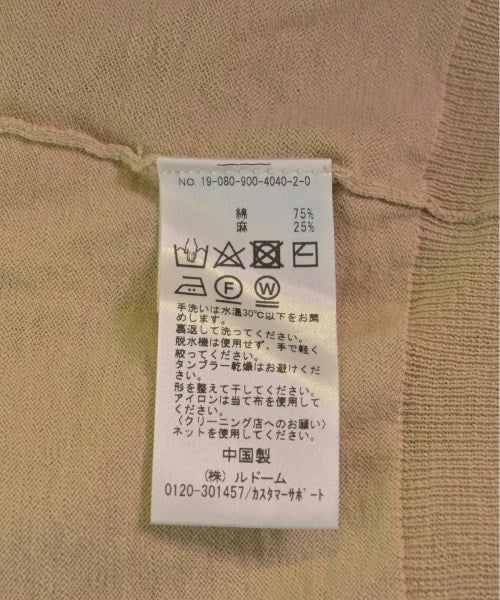 NO 19-080-900-4040-2-0
綿 75%
麻 25%
F W
手洗いは水温30℃以下をお薦
めします。
裏返して洗ってください。
脱水機は使用せず、手で軽く
絞ってください。
タンブラー乾燥はお避けくださ
い。
形を整えて干してください。
アイロンは当て布を使用してく
ださい。
〈クリーニング店へのお願い〉
ネットを使用してください。
中国製
(株) ルドーム
0120-301457/カスタマーサポート